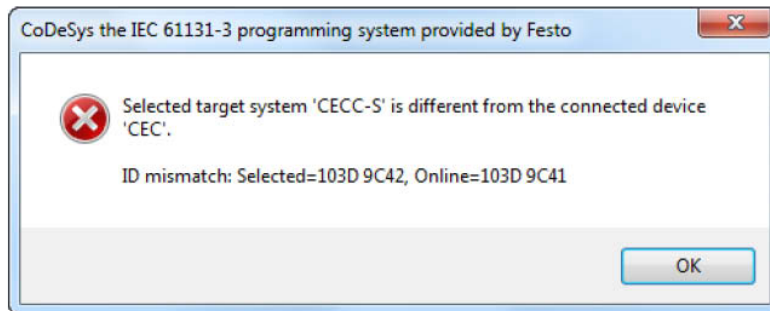 CoDeSys the IEC 61131-3 programming system provided by Festo
Selected target system 'CECC-S' is different from the connected device
'CEC'.
ID mismatch: Selected=103D 9C42, Online=103D 9C41
OK